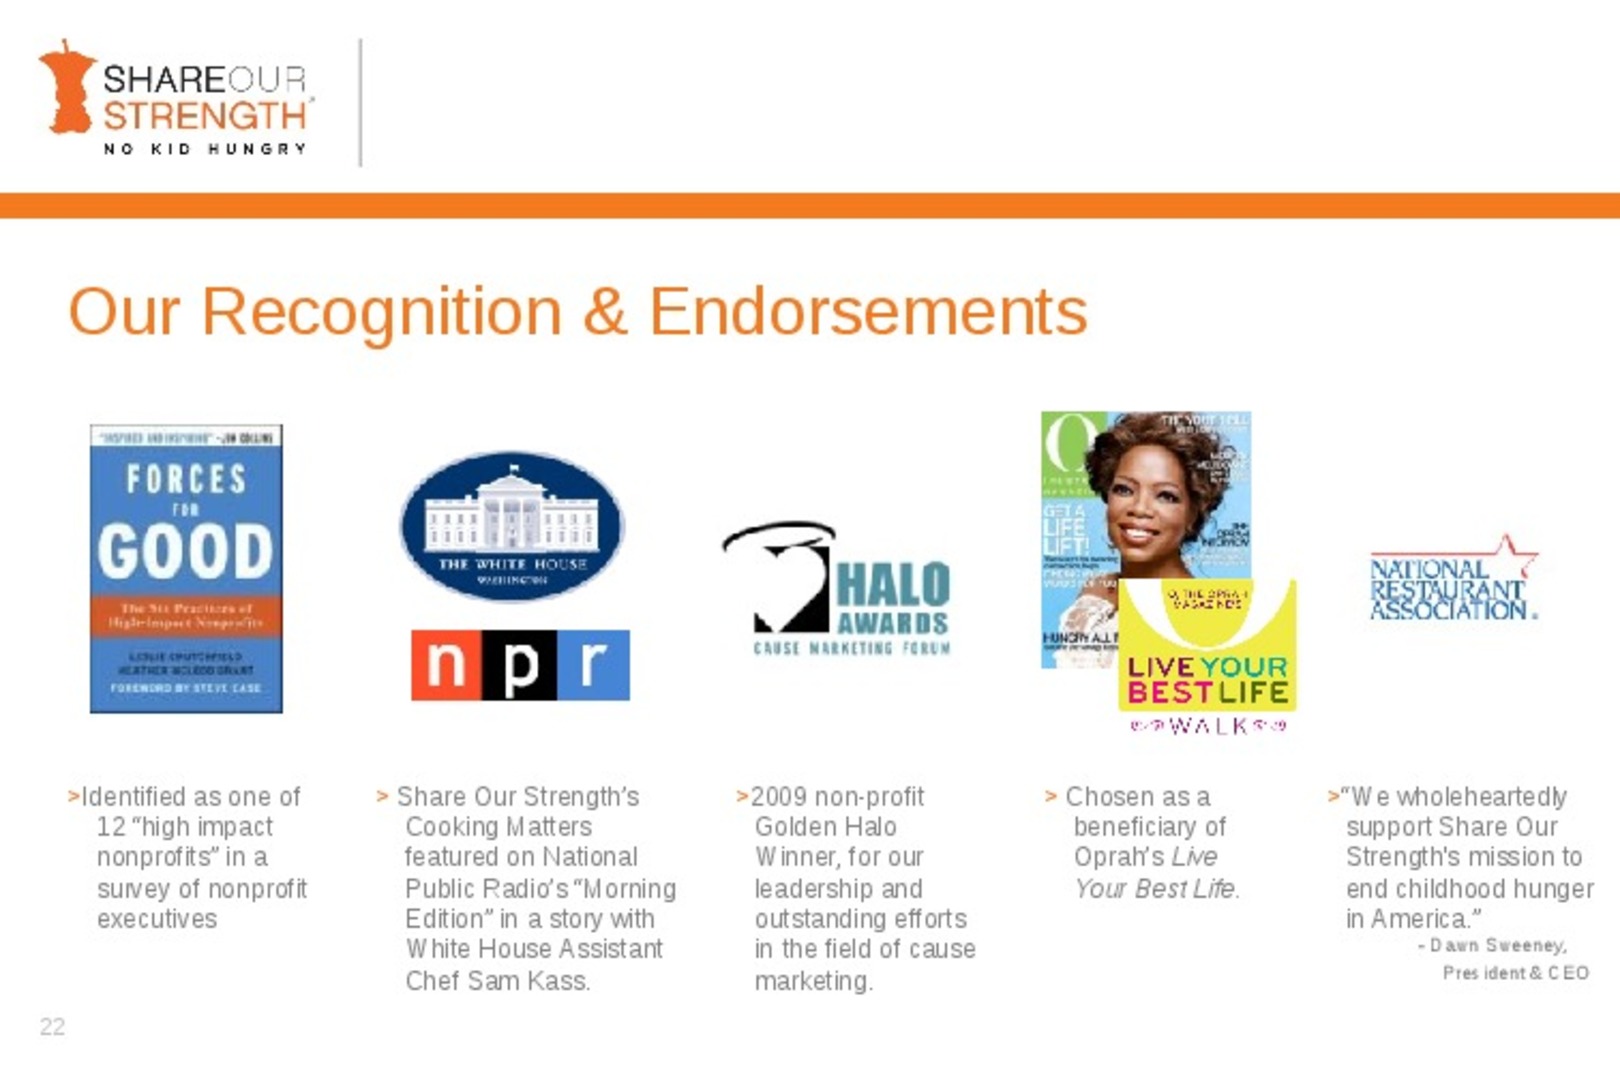 SHAREOUR
STRENGTH
NO KID HUNGRY
Our Recognition & Endorsements
"INSPIRED AND INSPIRING" -JIM COLLINS
FORCES
FOR
GOOD
The Six Practices of
High-Impact Nonprofits
LESLIE CRUTCHFIELD
HEATHER MCLEOD GRANT
FOREWORD BY STEVE CASE
THE WHITE HOUSE
WASHINGTON
npr
HALO
AWARDS
CAUSE MARKETING FORUM
O
GET A
LIFE
LIFT!
HUNGRY ALL
O, THE OPRAH
MAGAZINE'S
LIVE YOUR
BEST LIFE
WALK
NATIONAL
RESTAURANT
ASSOCIATION®
>Identified as one of
12 “high impact
nonprofits” in a
survey of nonprofit
executives
> Share Our Strength’s
Cooking Matters
featured on National
Public Radio’s “Morning
Edition” in a story with
White House Assistant
Chef Sam Kass.
>2009 non-profit
Golden Halo
Winner, for our
leadership and
outstanding efforts
in the field of cause
marketing.
> Chosen as a
beneficiary of
Oprah’s Live
Your Best Life.
>“We wholeheartedly
support Share Our
Strength's mission to
end childhood hunger
in America.”
- Dawn Sweeney,
President & CEO
22